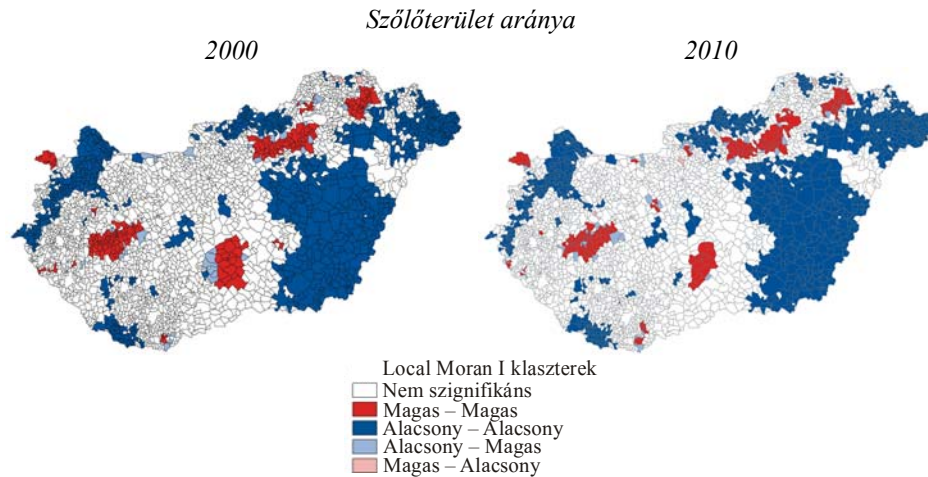 Szőlőterület aránya
2000
2010
Local Moran I klaszterek
Nem szignifikáns
Magas – Magas
Alacsony – Alacsony
Alacsony – Magas
Magas – Alacsony